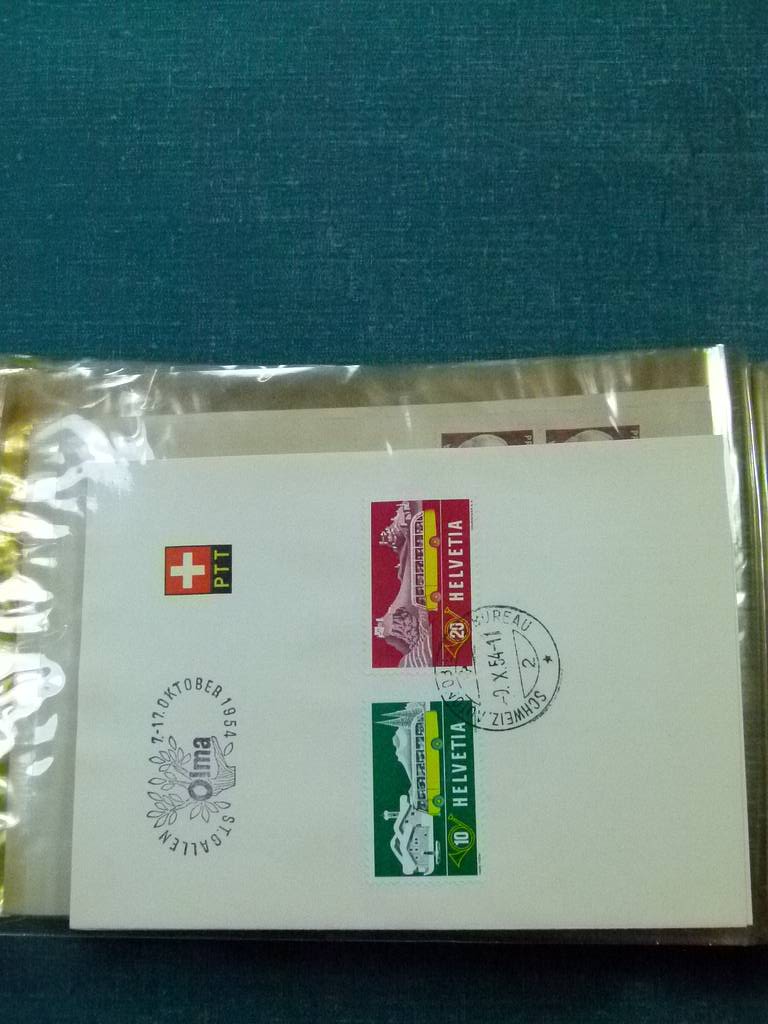 PTT
7-17.OKTOBER 1954
Olma
ST.GALLEN
HELVETIA
20
HELVETIA
10
BUREAU
-9.X.54-11
2
SCHWEIZ.